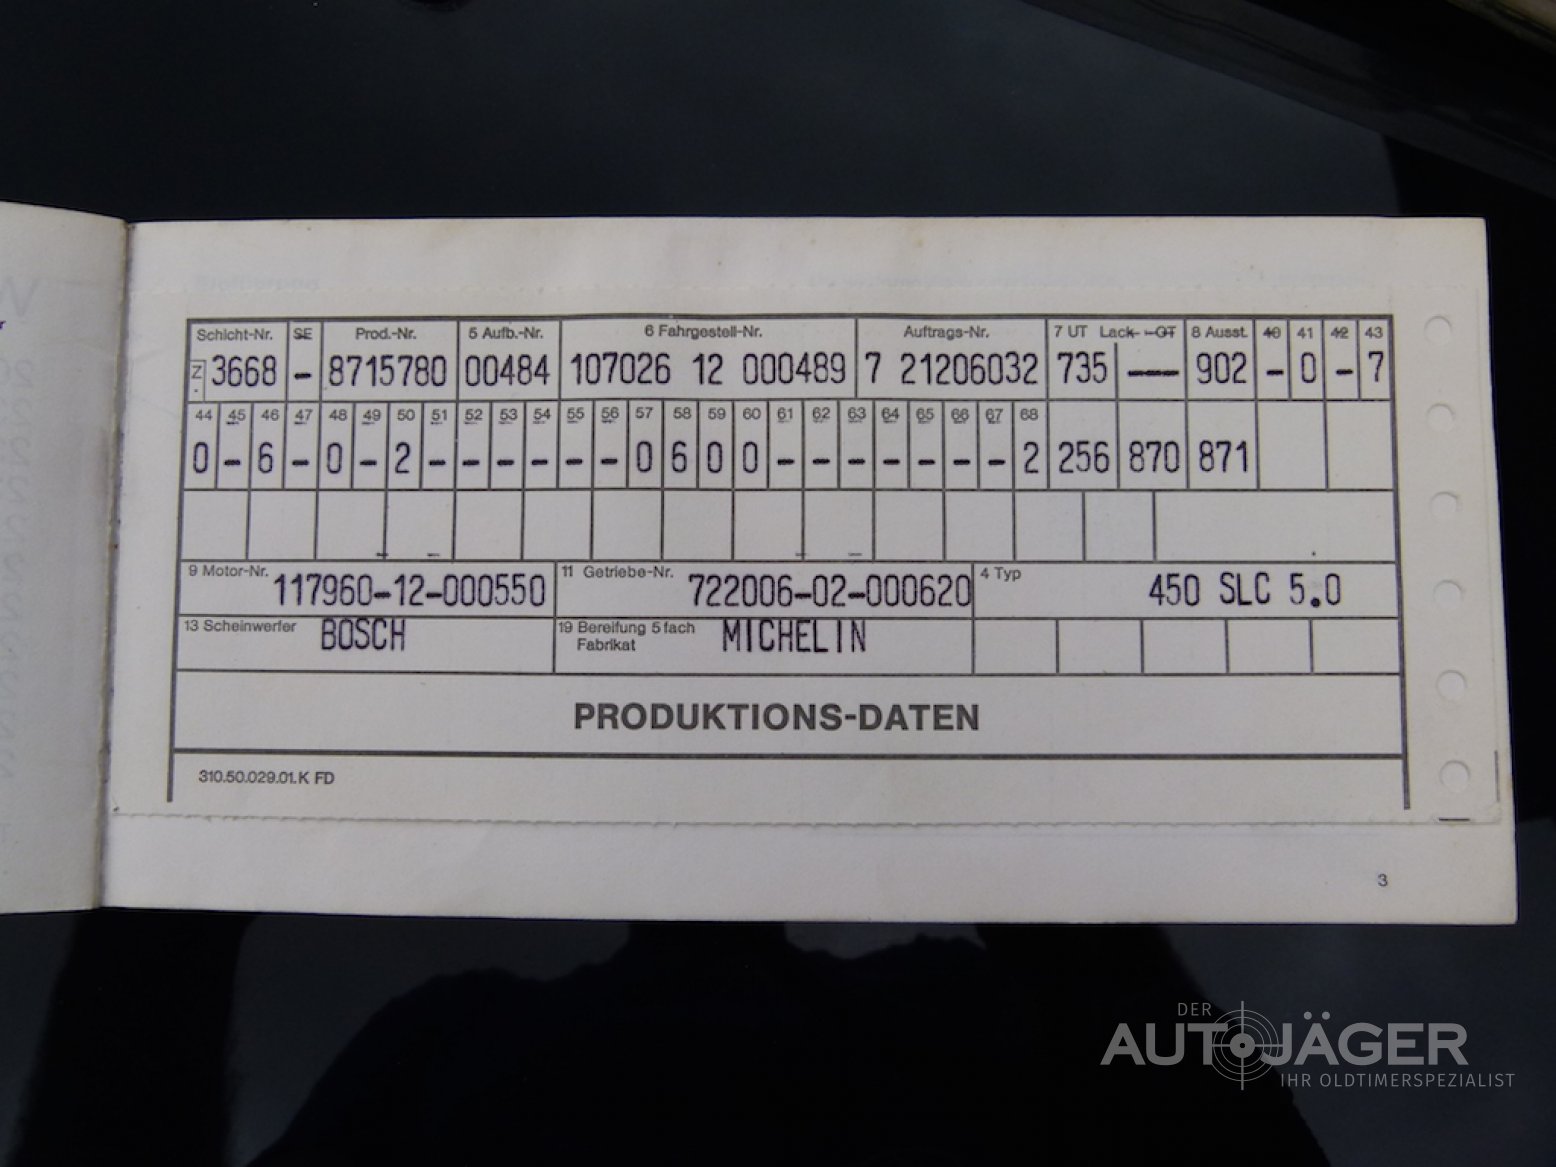 Schicht-Nr. SE Prod.-Nr. 5 Aufb.-Nr. 6 Fahrgestell-Nr. Auftrags-Nr. 7 UT Lack- -OT 8 Ausst. 40 41 42 43
Z 3668 - 8715780 00484 107026 12 000489 7 21206032 735 --- 902 - 0 - 7
44 45 46 47 48 49 50 51 52 53 54 55 56 57 58 59 60 61 62 63 64 65 66 67 68
0 - 6 - 0 - 2 - - - - - - 0 6 0 0 - - - - - - - 2 256 870 871
9 Motor-Nr. 117960-12-000550 11 Getriebe-Nr. 722006-02-000620 4 Typ 450 SLC 5.0
13 Scheinwerfer BOSCH 19 Bereifung 5 fach MICHELIN
Fabrikat
PRODUKTIONS-DATEN
310.50.029.01.K FD
3
DER
AUTOJÄGER
IHR OLDTIMERSPEZIALIST